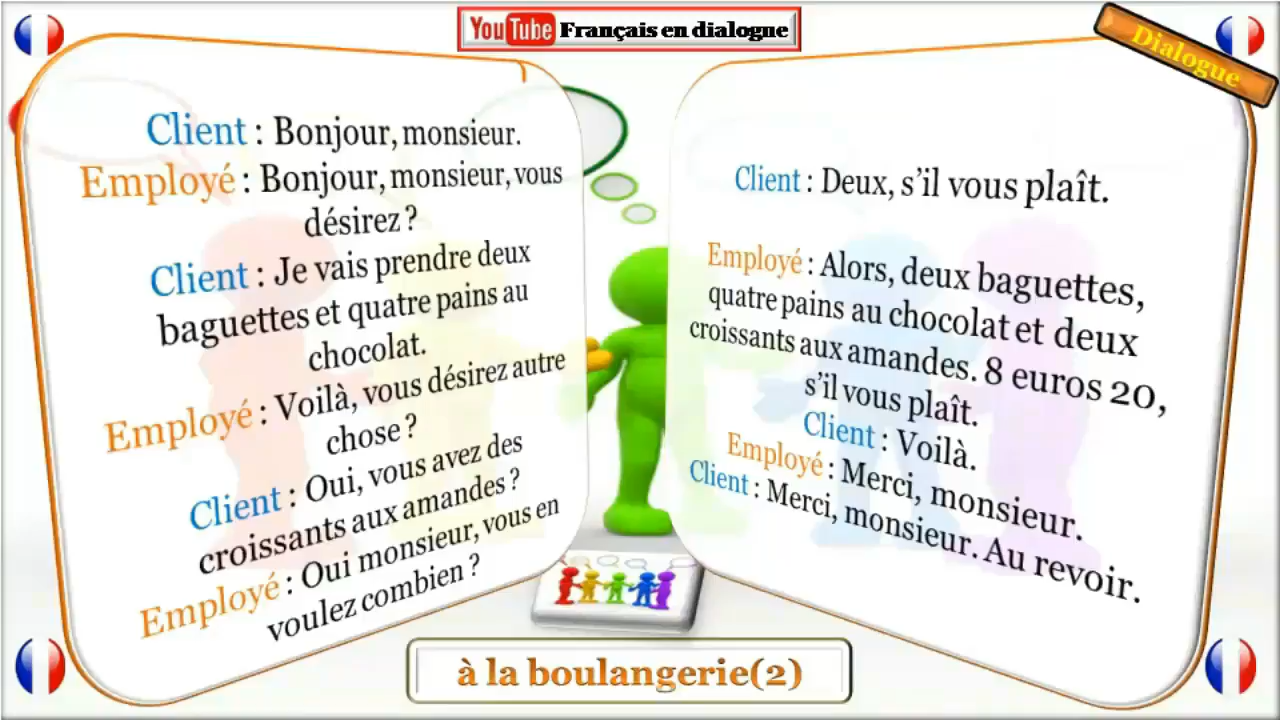 YouTube Français en dialogue
Dialogue
Client : Bonjour, monsieur.
Employé : Bonjour, monsieur, vous
désirez ?
Client : Je vais prendre deux
baguettes et quatre pains au
chocolat.
Employé : Voilà, vous désirez autre
chose ?
Client : Oui, vous avez des
croissants aux amandes ?
Employé : Oui monsieur, vous en
voulez combien ?
Client : Deux, s’il vous plaît.
Employé : Alors, deux baguettes,
quatre pains au chocolat et deux
croissants aux amandes. 8 euros 20,
s’il vous plaît.
Client : Voilà.
Employé : Merci, monsieur.
Client : Merci, monsieur. Au revoir.
à la boulangerie(2)